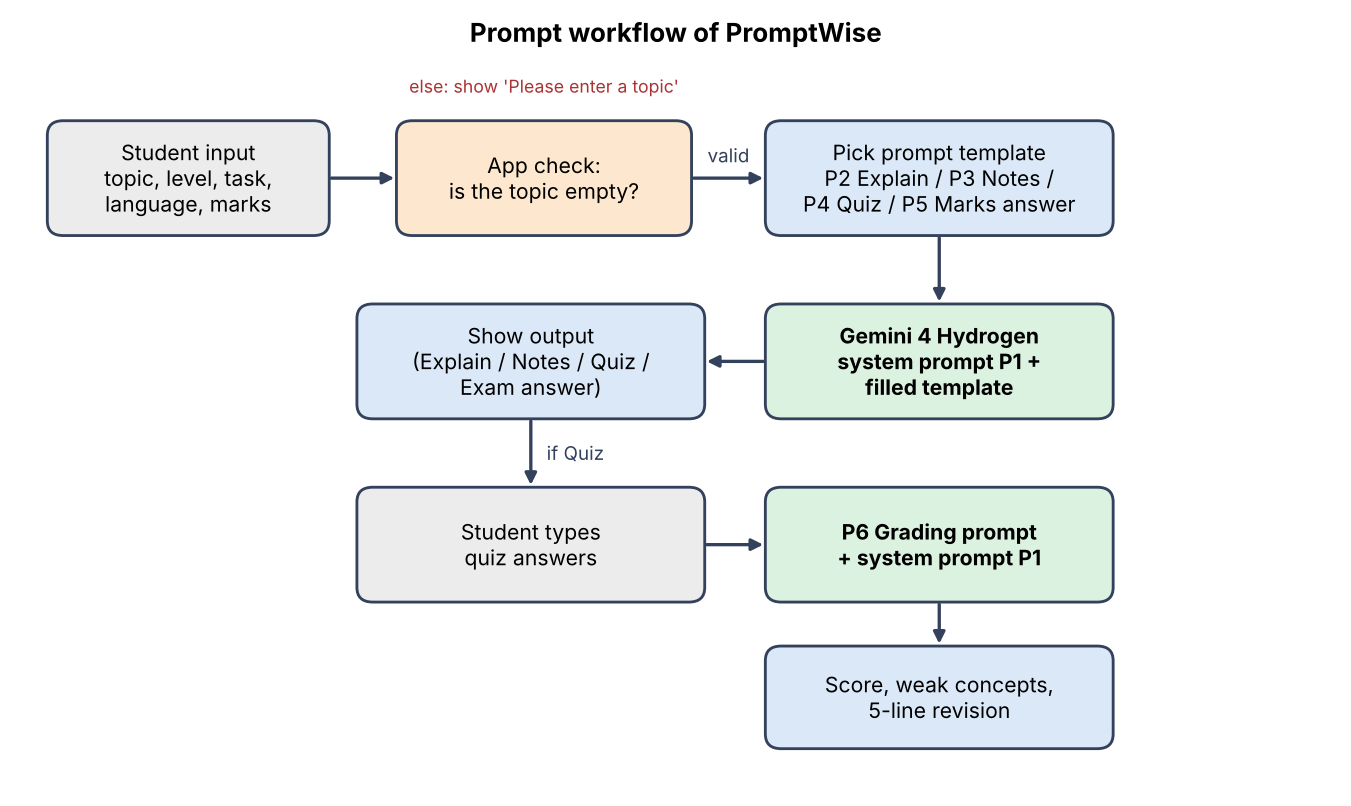 Prompt workflow of PromptWise
else: show 'Please enter a topic'
Student input
topic, level, task,
language, marks
App check:
is the topic empty?
valid
Pick prompt template
P2 Explain / P3 Notes /
P4 Quiz / P5 Marks answer
Gemini 4 Hydrogen
system prompt P1 +
filled template
Show output
(Explain / Notes / Quiz /
Exam answer)
if Quiz
Student types
quiz answers
P6 Grading prompt
+ system prompt P1
Score, weak concepts,
5-line revision